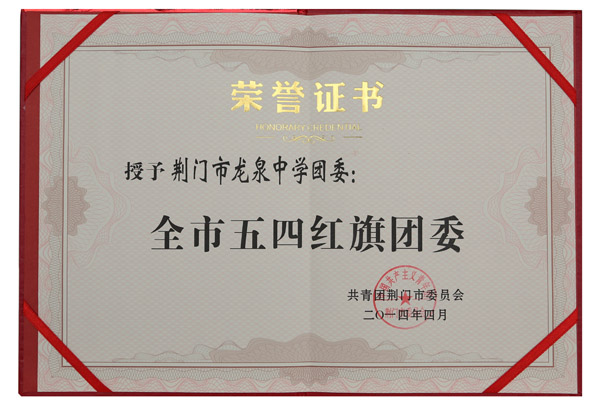 荣誉证书
HONORARY CREDENTIAL
授予荆门市龙泉中学团委：
全市五四红旗团委
共青团荆门市委员会
二〇一四年四月